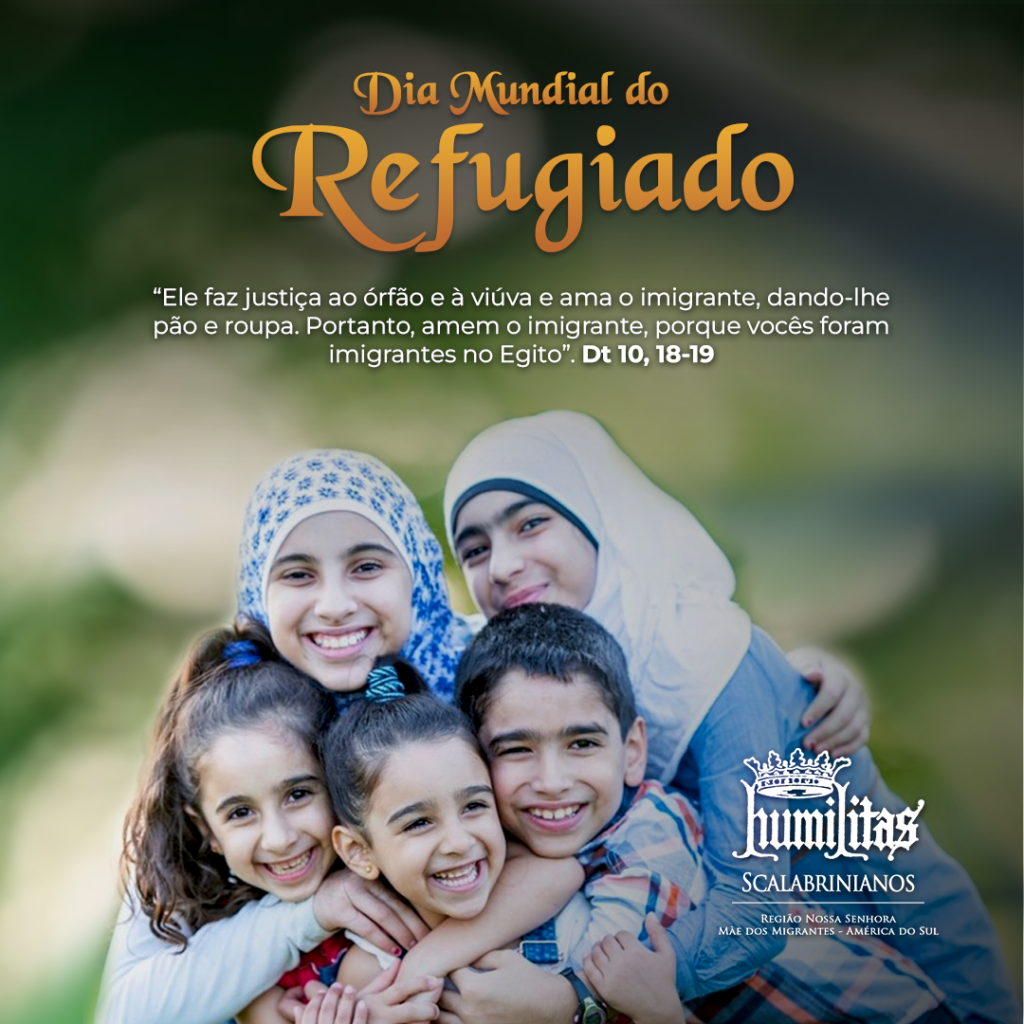 Dia Mundial do
Refugiado
“Ele faz justiça ao órfão e à viúva e ama o imigrante, dando-lhe
pão e roupa. Portanto, amem o imigrante, porque vocês foram
imigrantes no Egito”. Dt 10, 18-19
humilitas
Scalabrinianos
Região Nossa Senhora
Mãe dos Migrantes - América do Sul